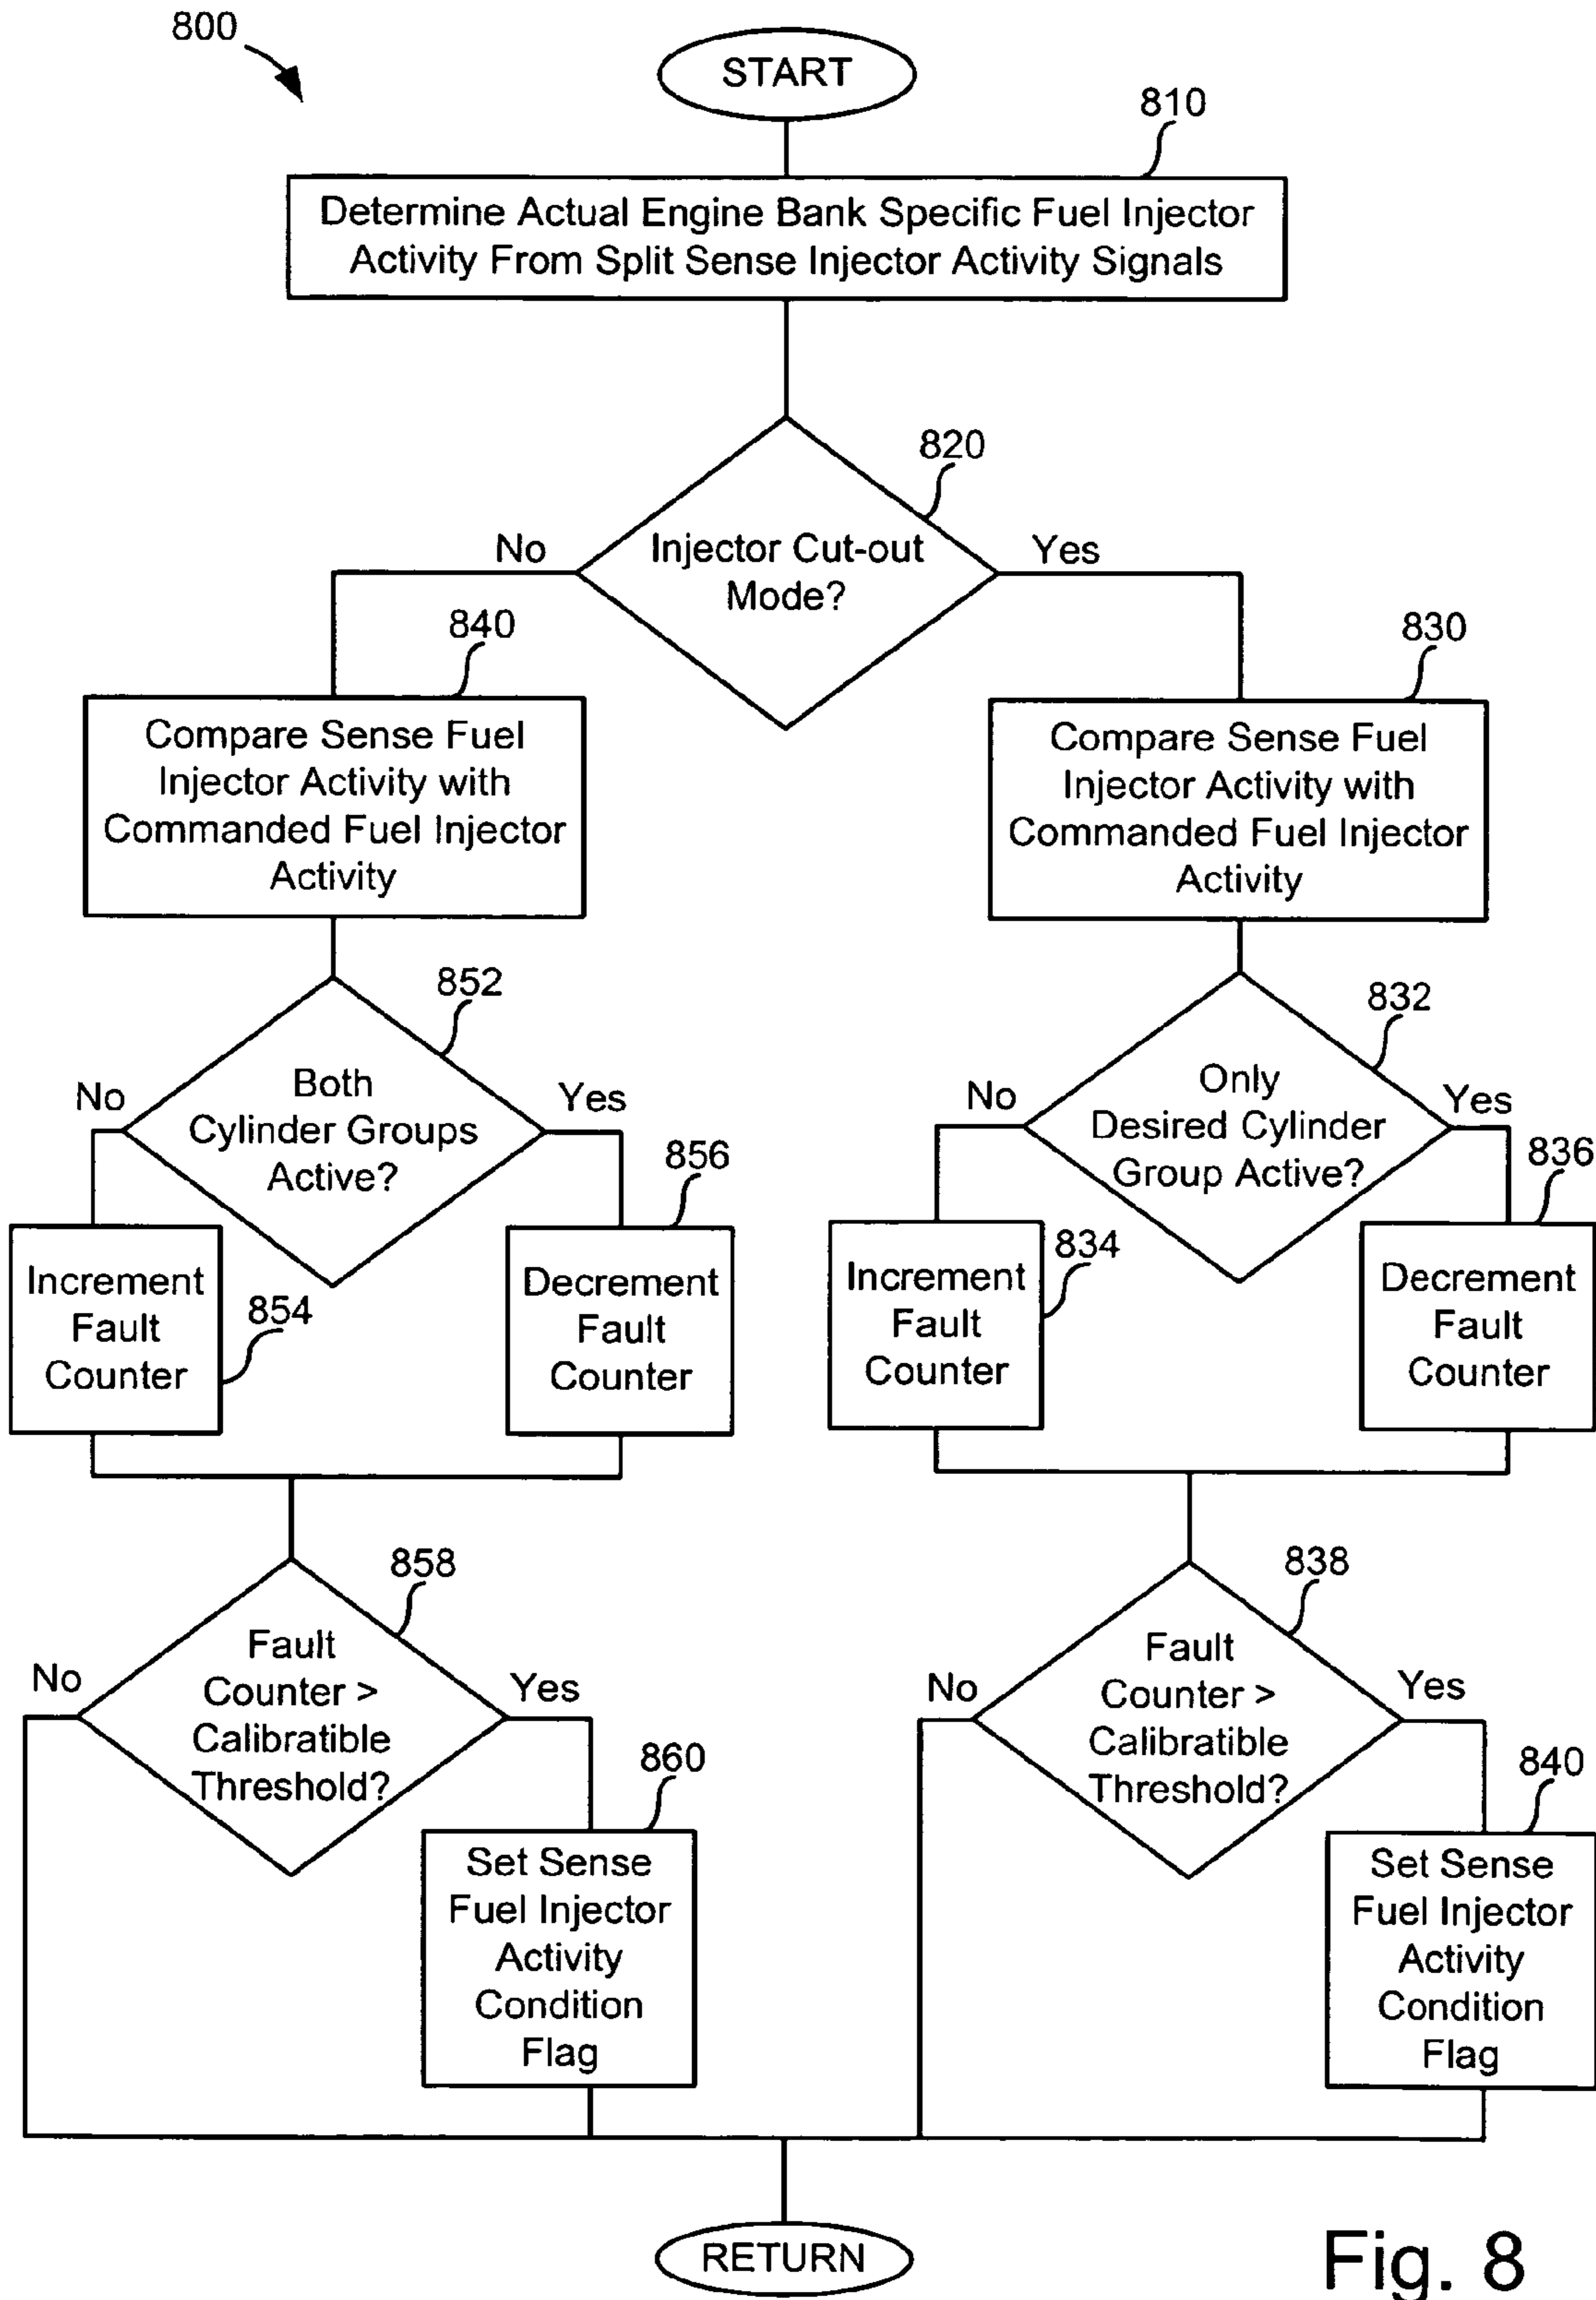 800
START
810
Determine Actual Engine Bank Specific Fuel Injector
Activity From Split Sense Injector Activity Signals
820
Injector Cut-out
Mode?
No
Yes
840
Compare Sense Fuel
Injector Activity with
Commanded Fuel Injector
Activity
830
Compare Sense Fuel
Injector Activity with
Commanded Fuel Injector
Activity
852
Both
Cylinder Groups
Active?
No
Yes
832
Only
Desired Cylinder
Group Active?
No
Yes
Increment
Fault
Counter
854
856
Decrement
Fault
Counter
Increment
Fault
Counter
834
836
Decrement
Fault
Counter
858
Fault
Counter >
Calibratible
Threshold?
No
Yes
838
Fault
Counter >
Calibratible
Threshold?
No
Yes
860
Set Sense
Fuel Injector
Activity
Condition
Flag
840
Set Sense
Fuel Injector
Activity
Condition
Flag
RETURN
Fig. 8